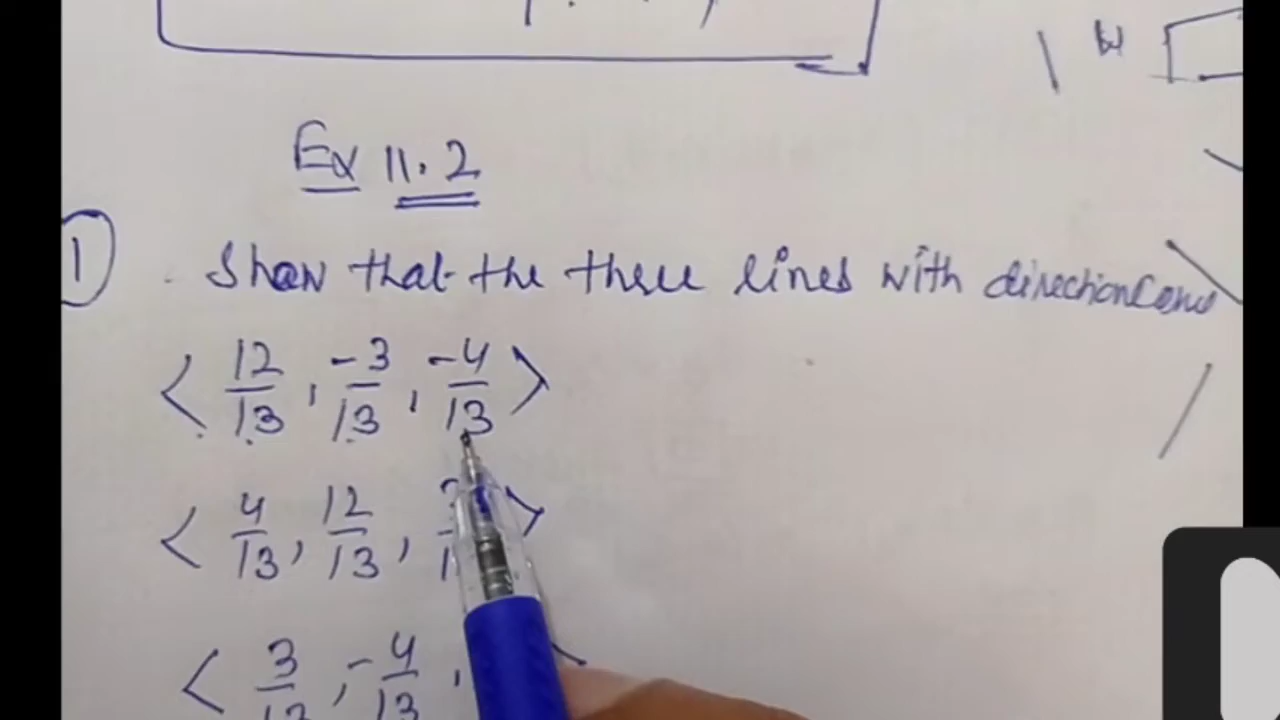 Ex 11.2
1 Show that the three lines with direction
< 12/13, -3/13, -4/13 >
< 4/13, 12/13,
< 3/13, -4/13,